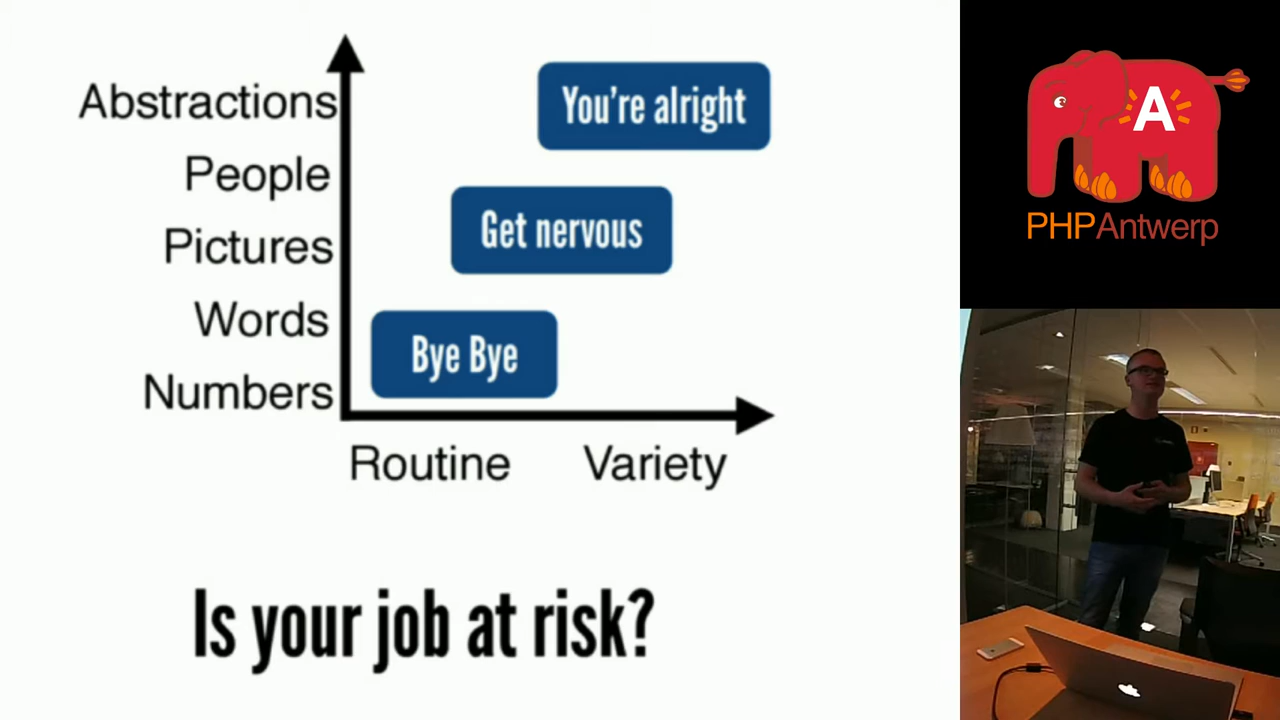 Abstractions
People
Pictures
Words
Numbers
You're alright
Get nervous
Bye Bye
Routine
Variety
Is your job at risk?
A
PHPAntwerp